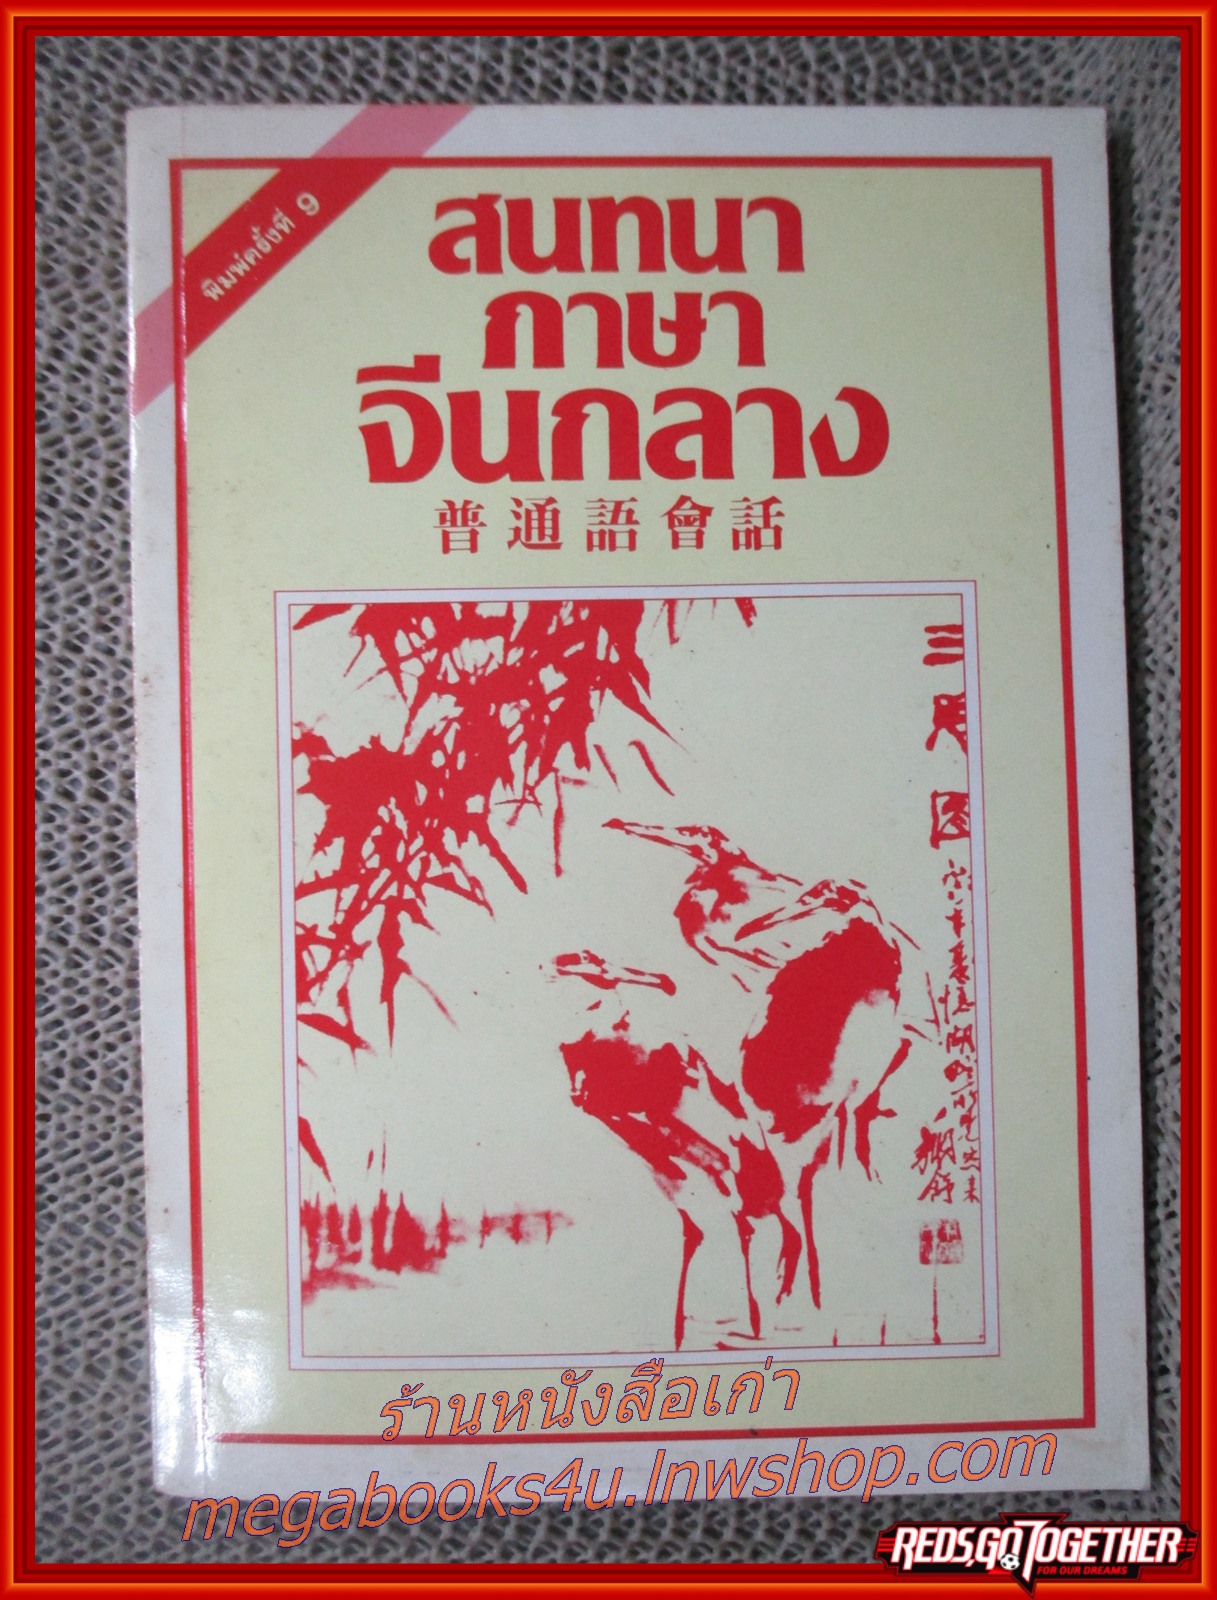 พิมพ์ครั้งที่ 9
สนทนา
ภาษา
จีนกลาง
普通語會話
ร้านหนังสือเก่า
megabooks4u.lnwshop.com
REDS,GO TOGETHER
FOR OUR DREAMS